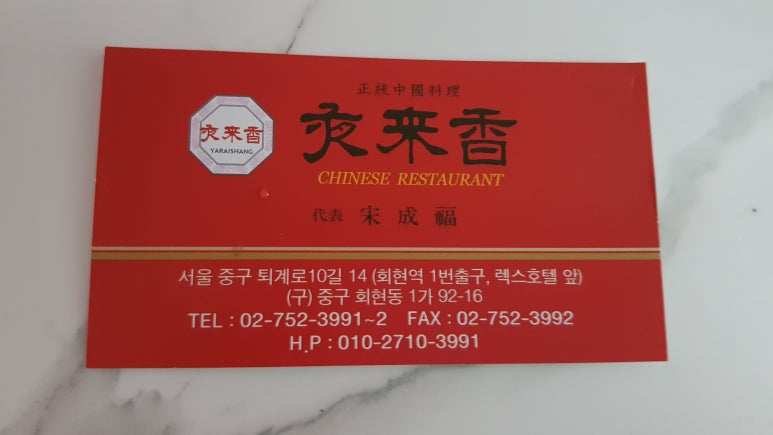 正統中國料理
夜来香
YARAISHANG
夜来香
CHINESE RESTAURANT
代表 宋成福
서울 중구 퇴계로10길 14 (회현역 1번출구, 렉스호텔 앞)
(구) 중구 회현동 1가 92-16
TEL : 02-752-3991~2 FAX : 02-752-3992
H.P : 010-2710-3991